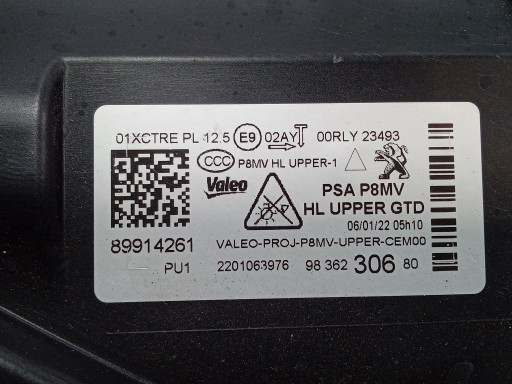 01XCTRE PL 12.5 E9 02AY 00RLY 23493
CCC P8MV HL UPPER-1
Valeo PSA P8MV
HL UPPER GTD
06/01/22 05h10
89914261 VALEO-PROJ-P8MV-UPPER-CEM00
PU1 2201063976 98 362 306 80